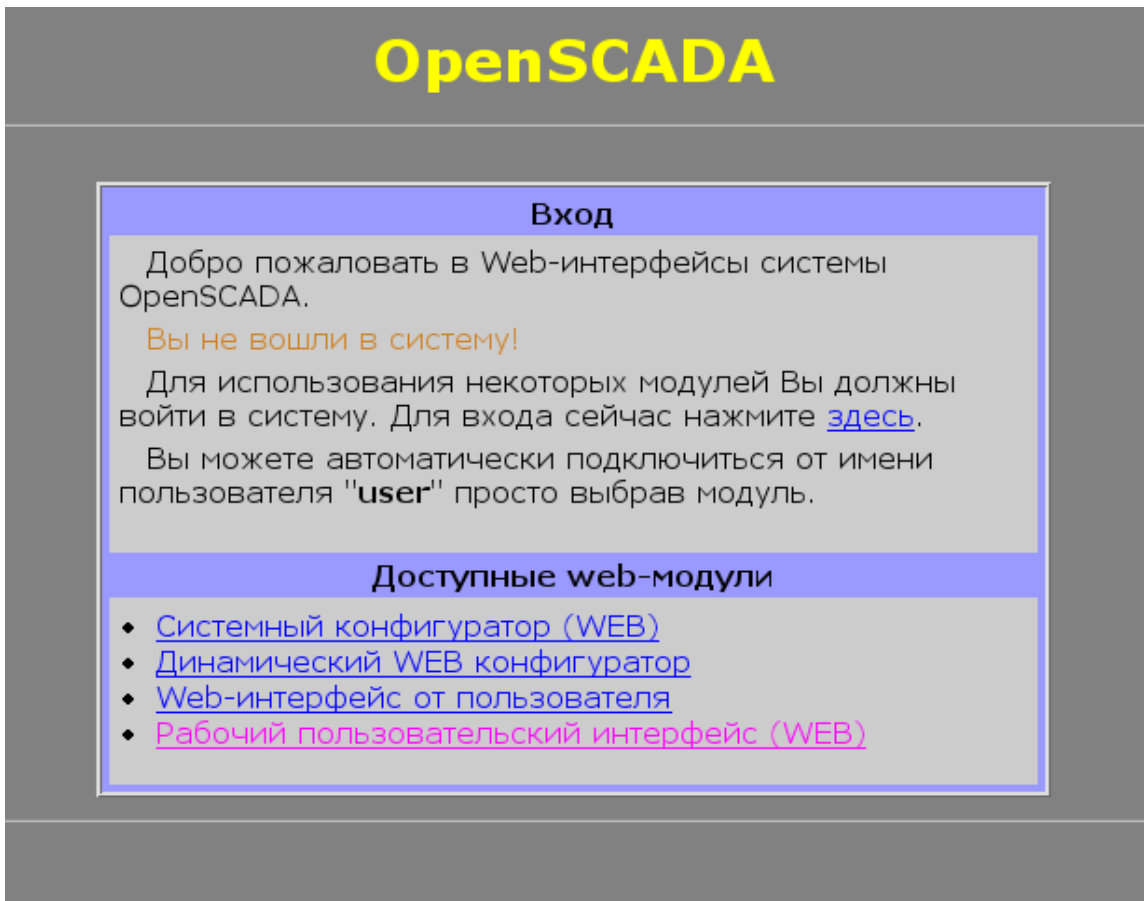 OpenSCADA
Вход
Добро пожаловать в Web-интерфейсы системы
OpenSCADA.
Вы не вошли в систему!
Для использования некоторых модулей Вы должны
войти в систему. Для входа сейчас нажмите здесь.
Вы можете автоматически подключиться от имени
пользователя "user" просто выбрав модуль.
Доступные web-модули
• Системный конфигуратор (WEB)
• Динамический WEB конфигуратор
• Web-интерфейс от пользователя
• Рабочий пользовательский интерфейс (WEB)